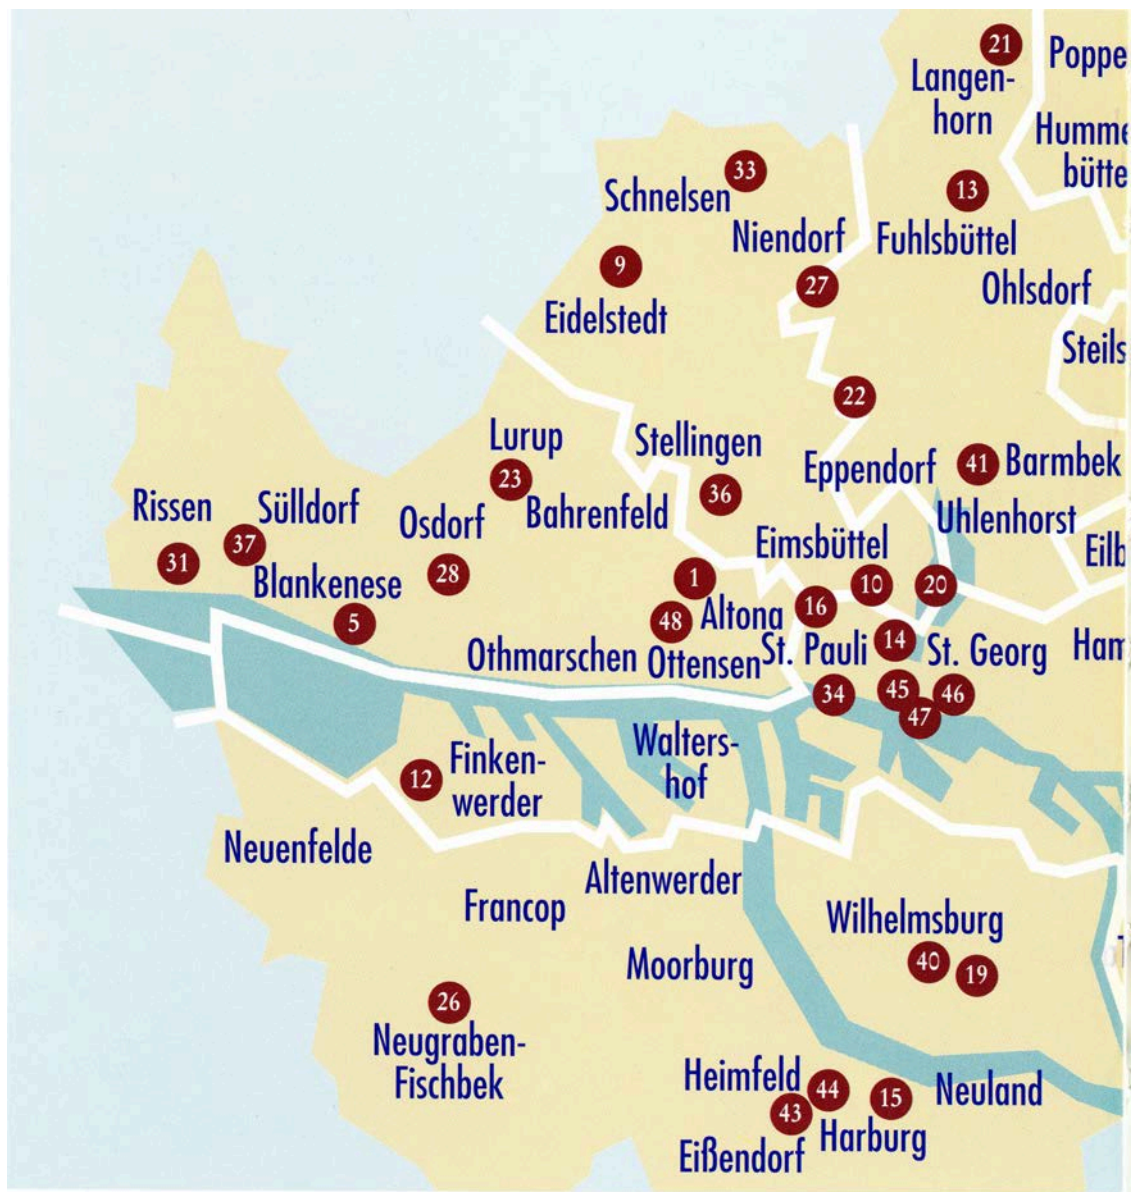 21
Poppe
Langen-
horn
Humme
bütte
33
Schnelsen
13
Niendorf
Fuhlsbüttel
9
27
Ohlsdorf
Eidelstedt
Steils
22
Lurup
Stellingen
Eppendorf
41
Barmbek
23
36
Rissen
Sülldorf
Osdorf
Bahrenfeld
Uhlenhorst
37
Eimsbüttel
Eilb
31
28
1
10
20
Blankenese
48
Altona
16
5
14
Othmarschen
Ottensen
St. Pauli
St. Georg
Ham
34
45
46
47
Walters-
hof
12
Finken-
werder
Neuenfelde
Altenwerder
Francop
Wilhelmsburg
Moorburg
40
19
26
Neugraben-
Fischbek
Heimfeld
44
15
Neuland
43
Harburg
Eißendorf